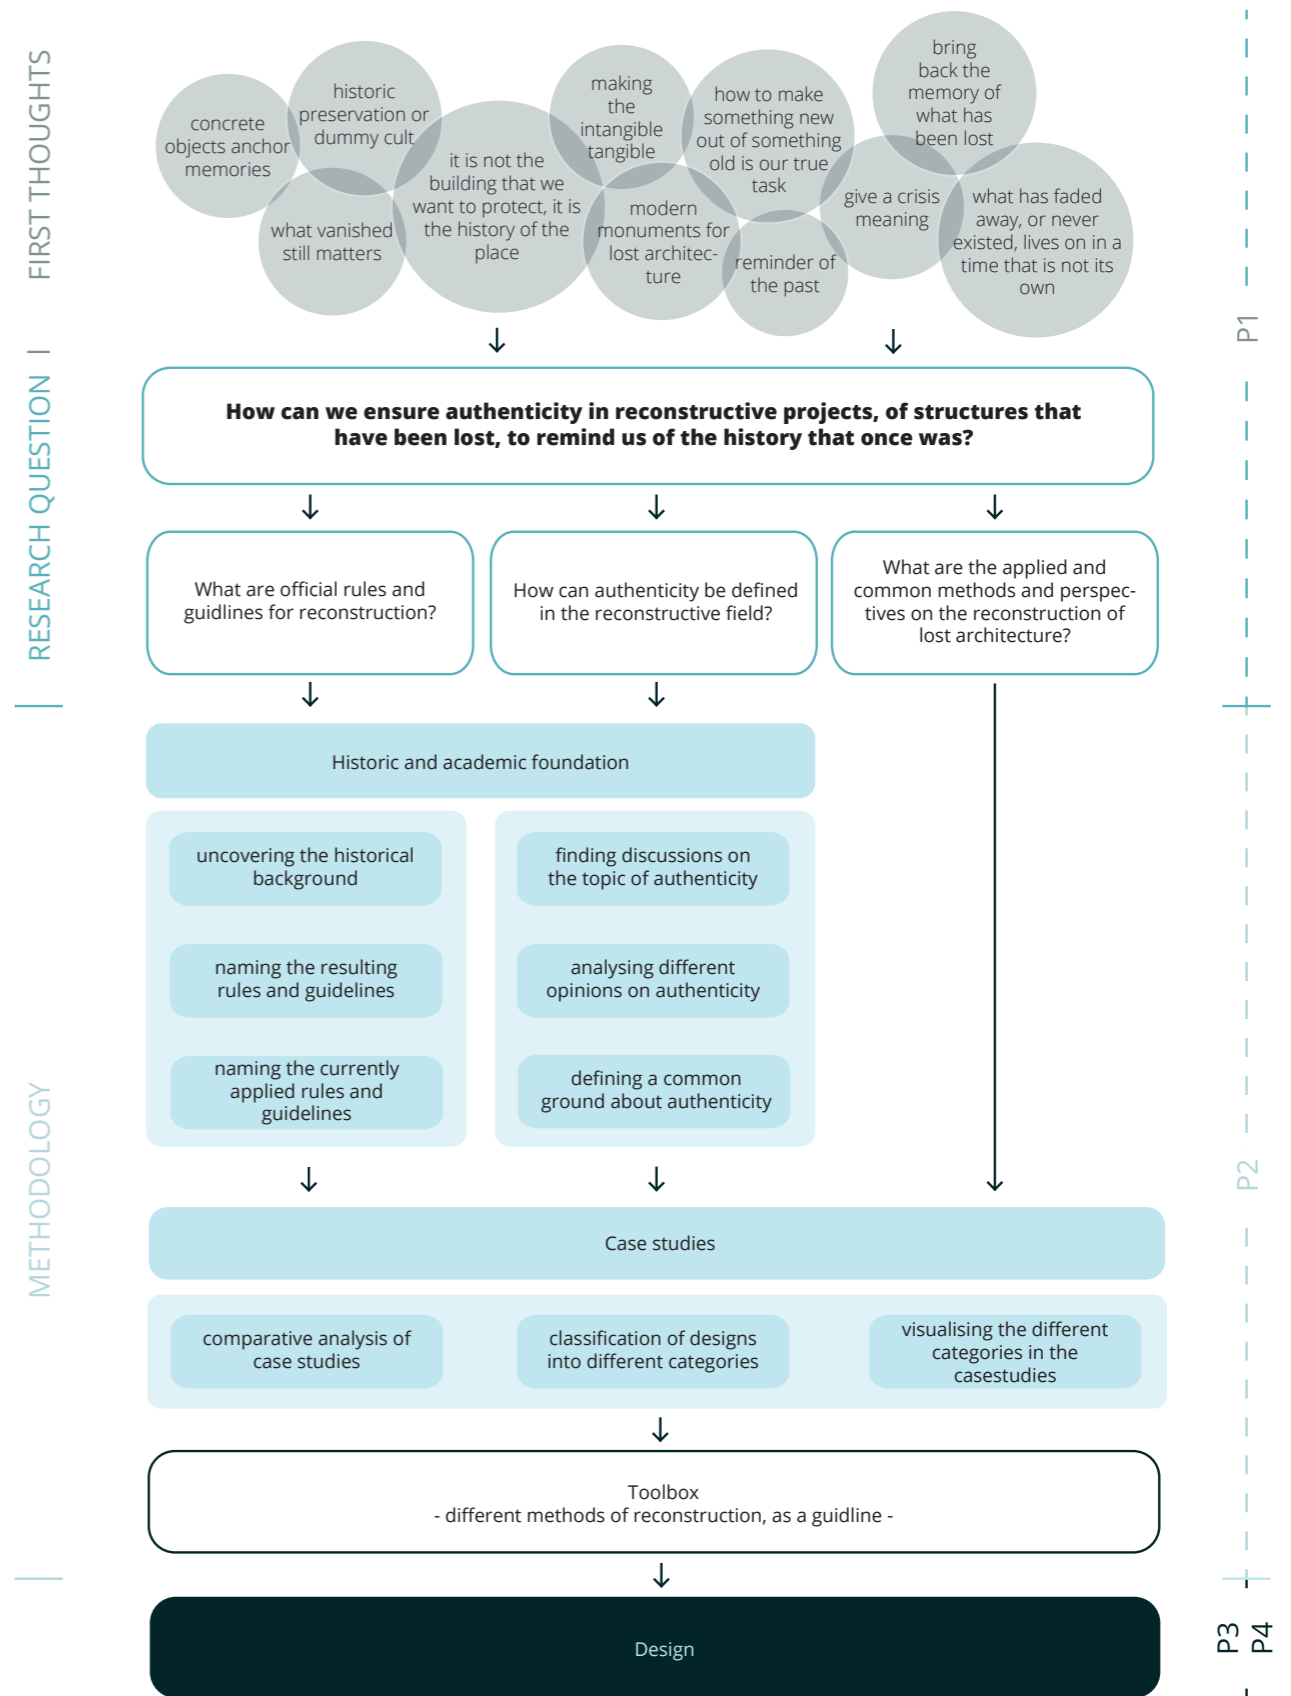 FIRST THOUGHTS
concrete
objects anchor
memories
historic
preservation or
dummy cult
what vanished
still matters
it is not the
building that we
want to protect, it is
the history of the
place
making
the
intangible
tangible
modern
monuments for
lost architec-
ture
how to make
something new
out of something
old is our true
task
reminder of
the past
give a crisis
meaning
bring
back the
memory of
what has
been lost
what has faded
away, or never
existed, lives on in a
time that is not its
own
P1
RESEARCH QUESTION |
How can we ensure authenticity in reconstructive projects, of structures that
have been lost, to remind us of the history that once was?
What are official rules and
guidlines for reconstruction?
How can authenticity be defined
in the reconstructive field?
What are the applied and
common methods and perspec-
tives on the reconstruction of
lost architecture?
METHODOLOGY
Historic and academic foundation
uncovering the historical
background
naming the resulting
rules and guidelines
naming the currently
applied rules and
guidelines
finding discussions on
the topic of authenticity
analysing different
opinions on authenticity
defining a common
ground about authenticity
P2
Case studies
comparative analysis of
case studies
classification of designs
into different categories
visualising the different
categories in the
casestudies
Toolbox
- different methods of reconstruction, as a guidline -
Design
P3
P4